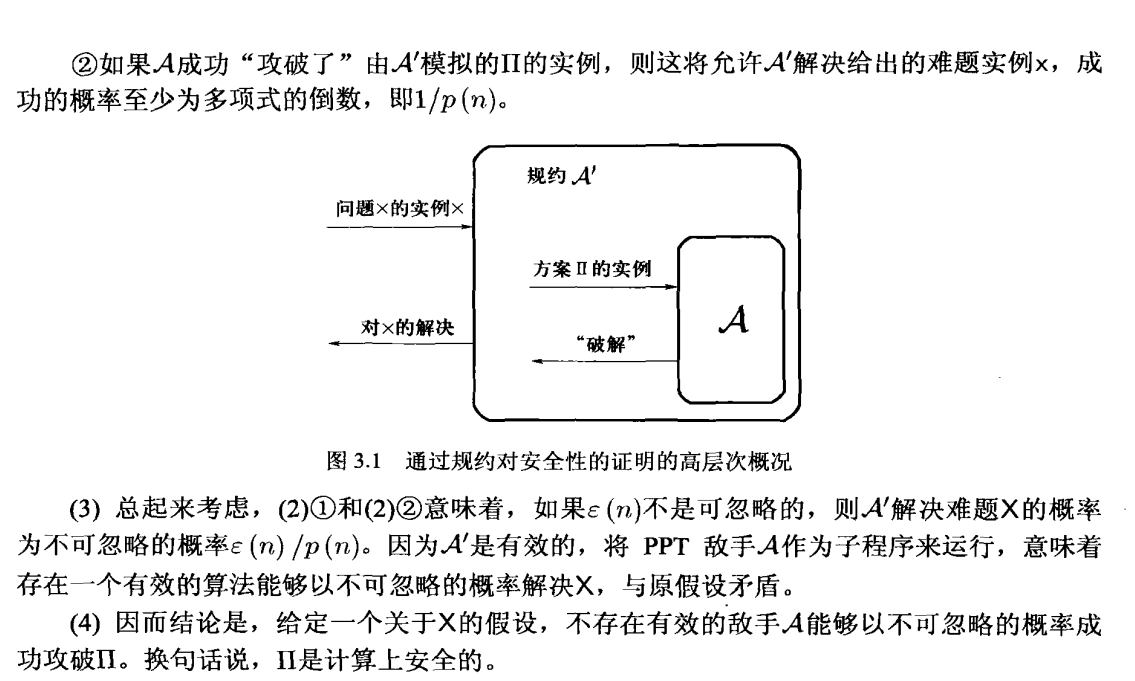 ②如果𝒜成功“攻破了”由𝒜′模拟的Π的实例，则这将允许𝒜′解决给出的难题实例x，成
功的概率至少为多项式的倒数，即1/p(n)。
规约 𝒜′
问题×的实例×
方案 Π 的实例
𝒜
对×的解决
“破解”
图 3.1 通过规约对安全性的证明的高层次概况
(3) 总起来考虑，(2)①和(2)②意味着，如果ε(n)不是可忽略的，则𝒜′解决难题X的概率
为不可忽略的概率ε(n)/p(n)。因为𝒜′是有效的，将 PPT 敌手𝒜作为子程序来运行，意味着
存在一个有效的算法能够以不可忽略的概率解决X，与原假设矛盾。
(4) 因而结论是，给定一个关于X的假设，不存在有效的敌手𝒜能够以不可忽略的概率成
功攻破Π。换句话说，Π是计算上安全的。